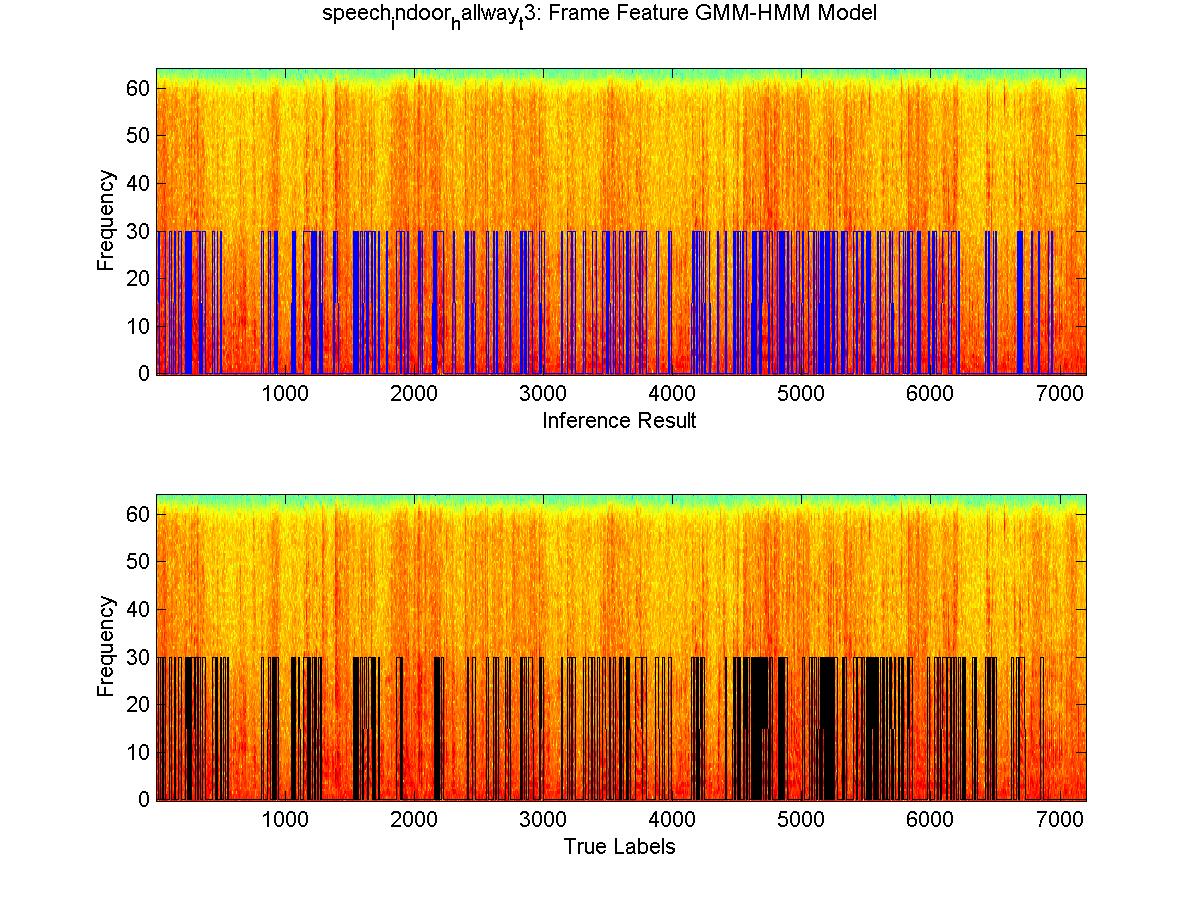 speech_indoor_hallway_t3: Frame Feature GMM-HMM Model
60
50
40
30
20
10
0
Frequency
1000 2000 3000 4000 5000 6000 7000
Inference Result
60
50
40
30
20
10
0
Frequency
1000 2000 3000 4000 5000 6000 7000
True Labels